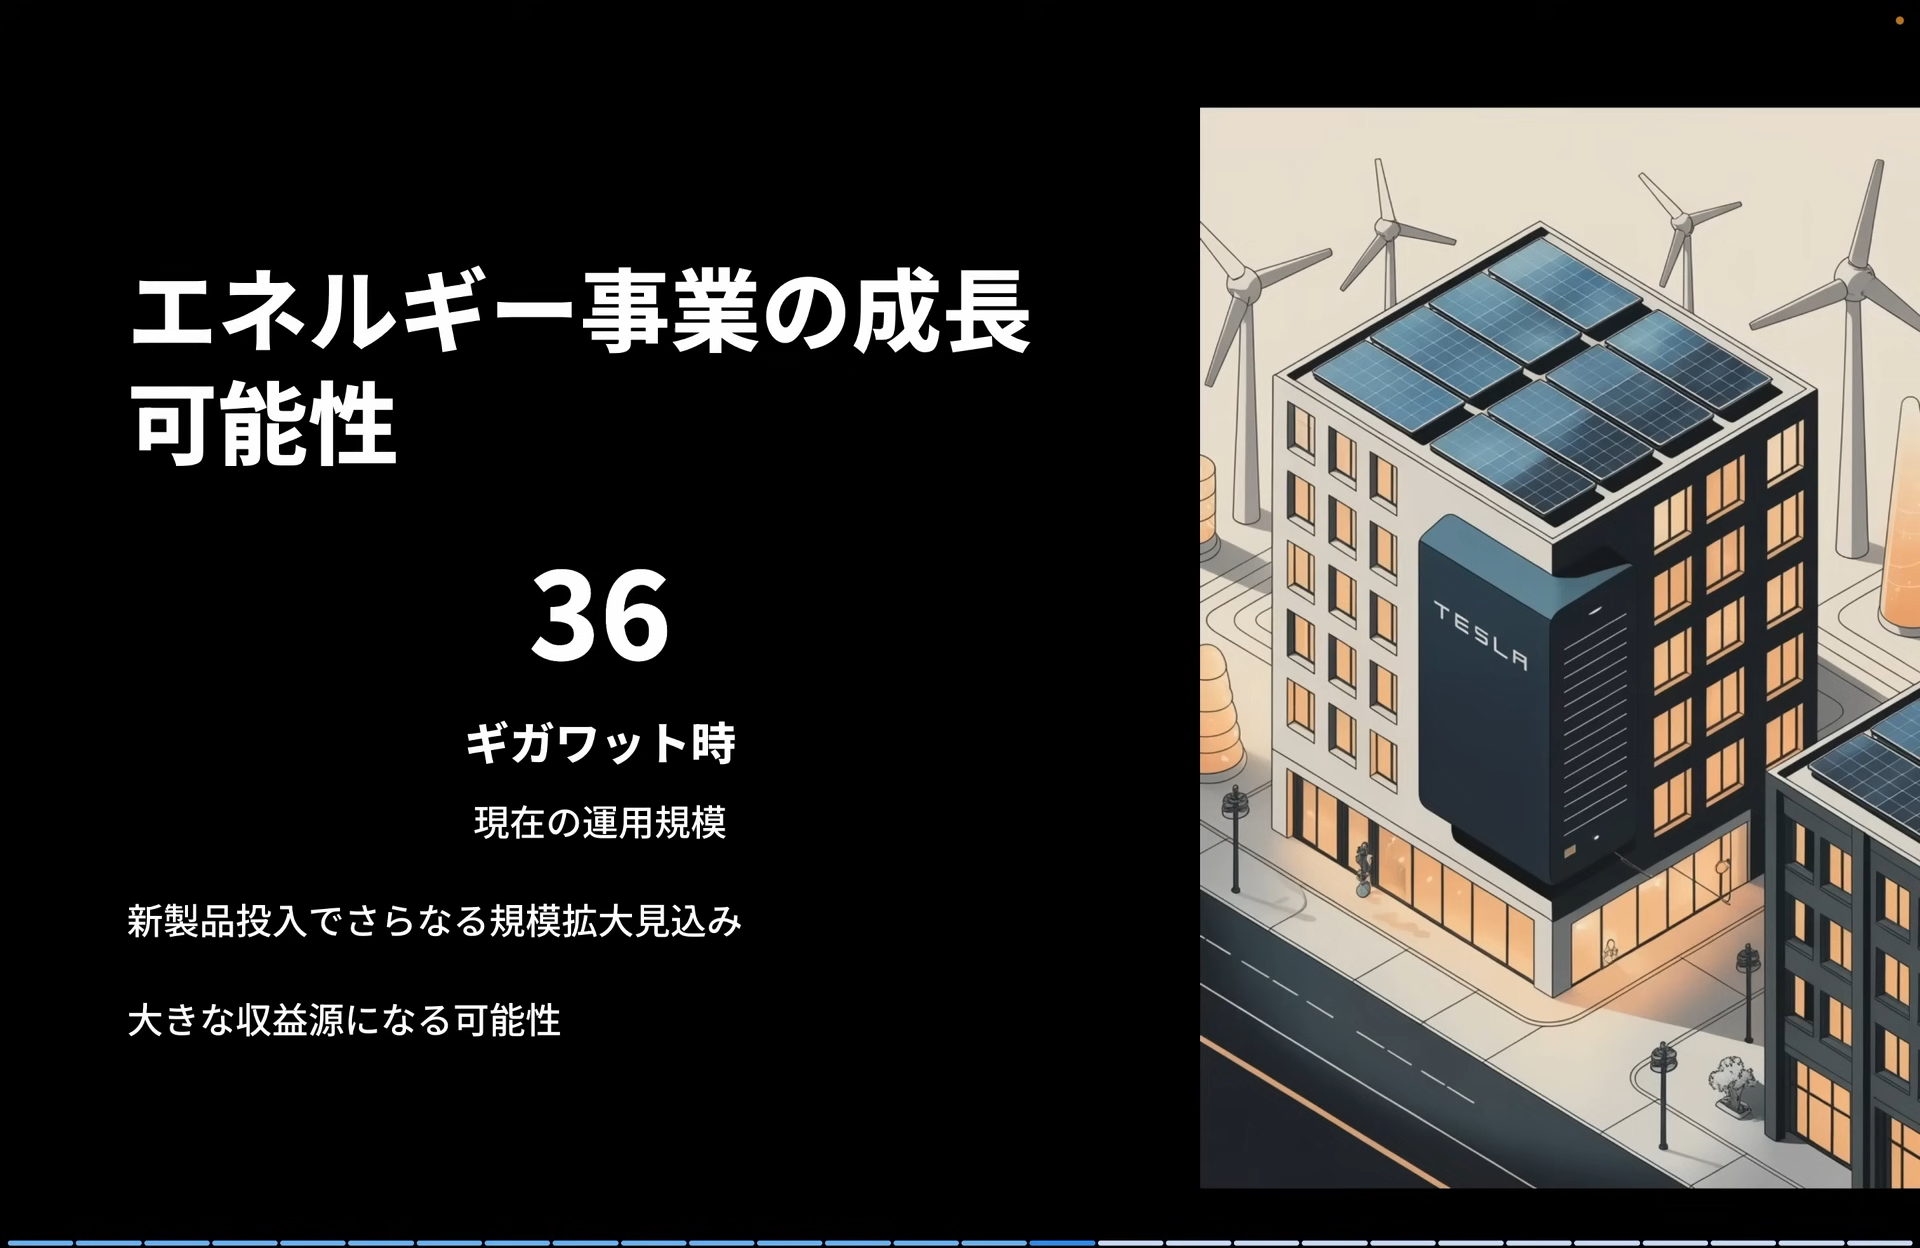 エネルギー事業の成長
可能性
36
ギガワット時
現在の運用規模
新製品投入でさらなる規模拡大見込み
大きな収益源になる可能性
TESLA